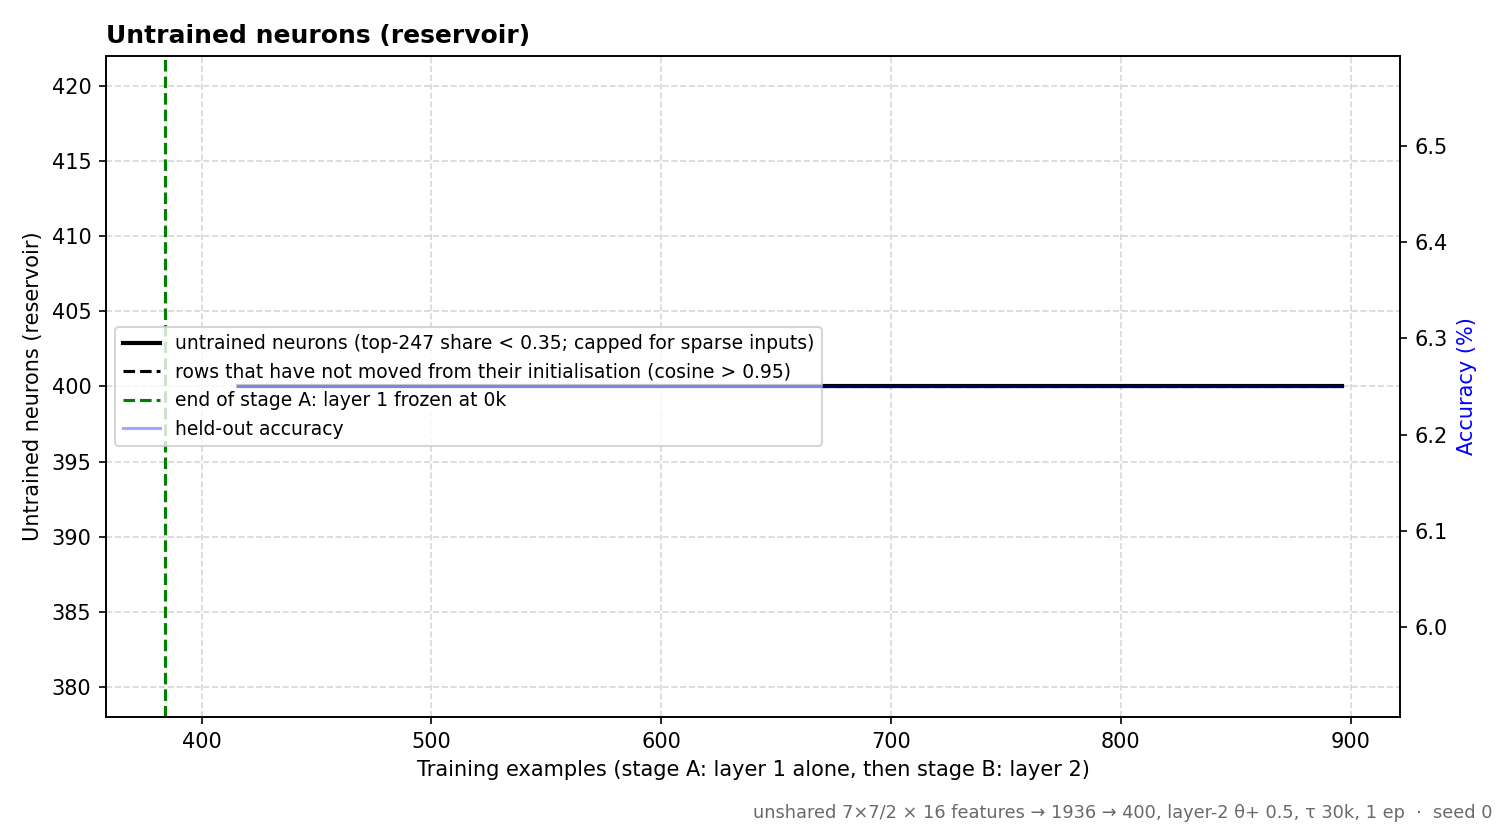 Untrained neurons (reservoir)
420
415
410
405
400
395
390
385
380
Untrained neurons (reservoir)
untrained neurons (top-247 share < 0.35; capped for sparse inputs)
rows that have not moved from their initialisation (cosine > 0.95)
end of stage A: layer 1 frozen at 0k
held-out accuracy
6.5
6.4
6.3
6.2
6.1
6.0
Accuracy (%)
400 500 600 700 800 900
Training examples (stage A: layer 1 alone, then stage B: layer 2)
unshared 7×7/2 × 16 features → 1936 → 400, layer-2 θ+ 0.5, τ 30k, 1 ep · seed 0